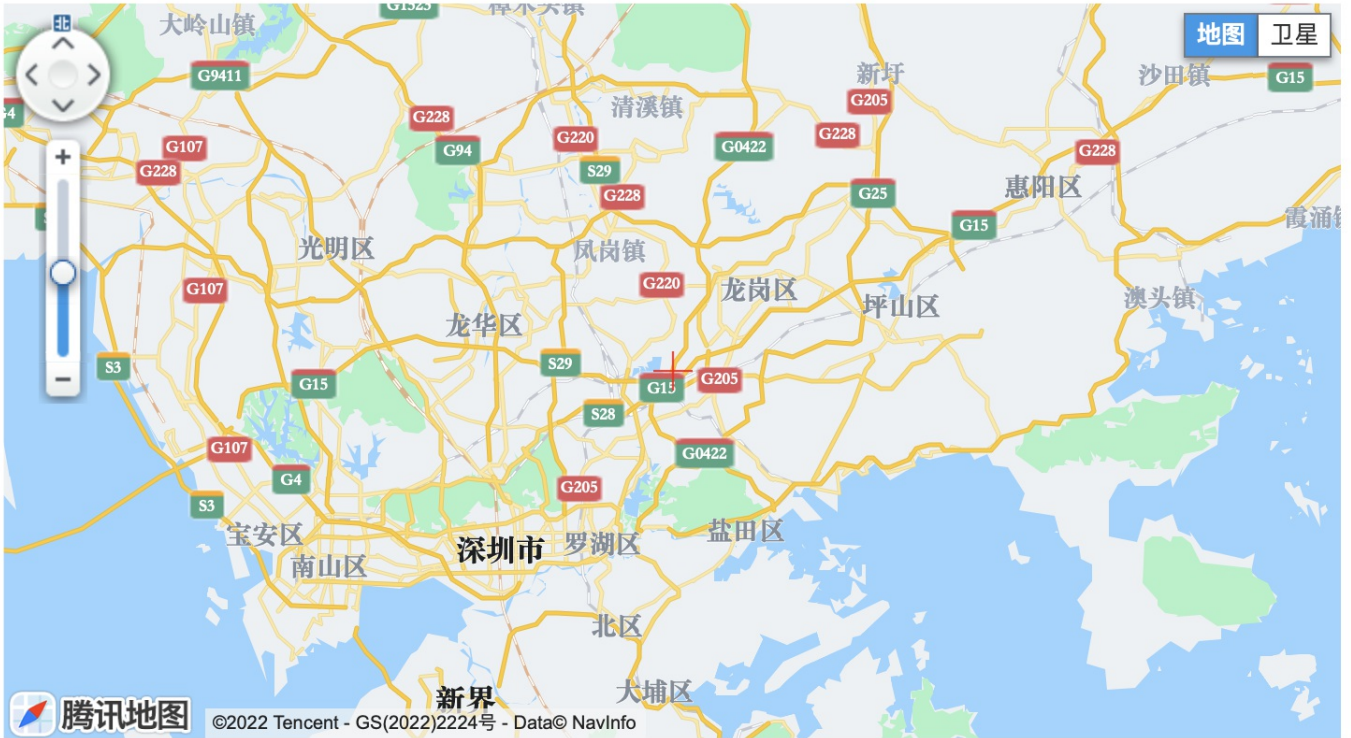 G1523
樟木头镇
北
大岭山镇
地图
卫星
G9411
新圩
沙田镇
G15
G4
G205
清溪镇
G228
G220
G228
G107
G94
G0422
G228
G228
S29
G228
惠阳区
G25
霞涌镇
G15
光明区
凤岗镇
G107
G220
龙岗区
坪山区
澳头镇
龙华区
S3
S29
G15
G15
G205
S28
G107
G0422
G4
G205
S3
宝安区
深圳市
罗湖区
盐田区
南山区
北区
新界
大埔区
腾讯地图
©2022 Tencent - GS(2022)2224号 - Data© NavInfo